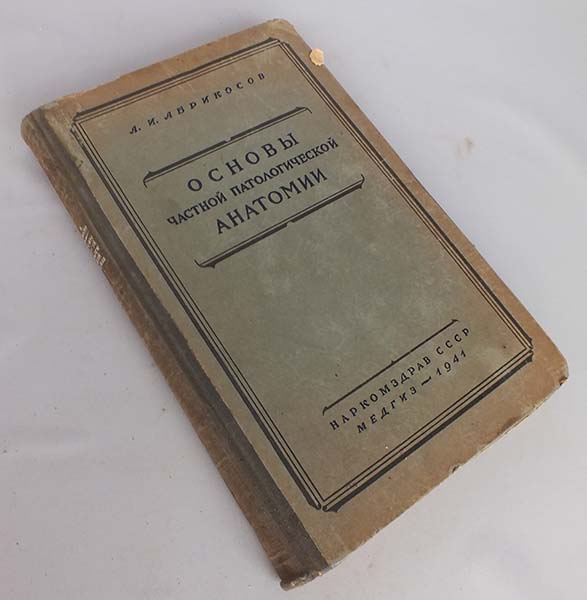 А. И. АБРИКОСОВ
ОСНОВЫ
ЧАСТНОЙ ПАТОЛОГИЧЕСКОЙ
АНАТОМИИ
НАРКОМЗДРАВ СССР
МЕДГИЗ — 1941